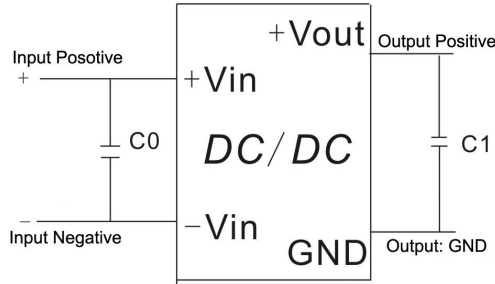 +Vout
Output Positive
Input Posotive
+
+Vin
C0
DC/DC
C1
−
−Vin
Input Negative
GND
Output: GND